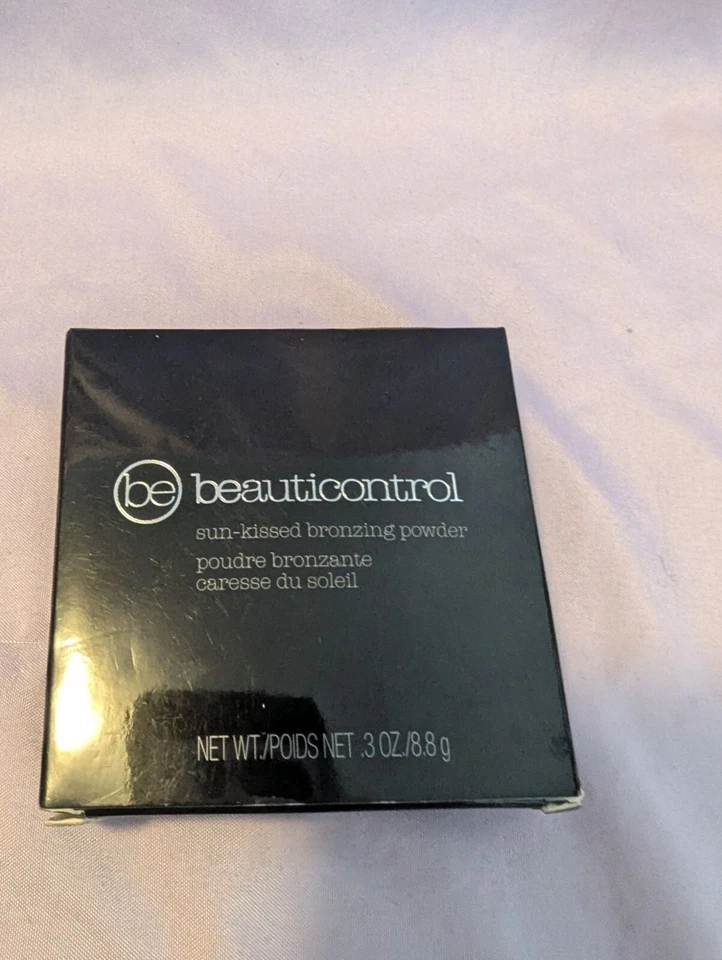 be beauticontrol
sun-kissed bronzing powder
poudre bronzante
caresse du soleil
NET WT./POIDS NET .3 OZ./8.8 g